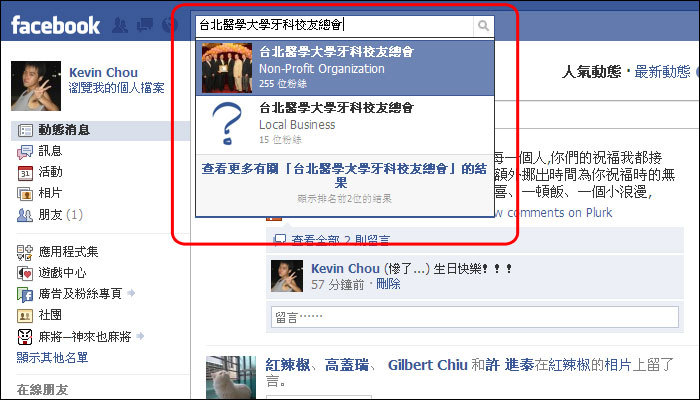 facebook
台北醫學大學牙科校友總會
台北醫學大學牙科校友總會
Non-Profit Organization
255 位粉絲
台北醫學大學牙科校友總會
Local Business
15 位粉絲
查看更多有關「台北醫學大學牙科校友總會」的結
果
顯示排名前2位的結果
Kevin Chou
瀏覽我的個人檔案
動態消息
訊息
活動
31
相片
朋友 (1)
應用程式集
遊戲中心
廣告及粉絲專頁
社團
麻將─神來也麻將
顯示其他名單
在線朋友
人氣動態 · 最新動態
每一個人,你們的祝福我都接
額外挪出時間為你祝福時的無
喜、一頓飯、一個小浪漫,
w comments on Plurk
查看全部 2 則留言
Kevin Chou (慘了...) 生日快樂! ! !
57 分鐘前 · 刪除
留言……
紅辣椒、高蓋瑞、 Gilbert Chiu 和許 進泰在紅辣椒的相片上留了
言。